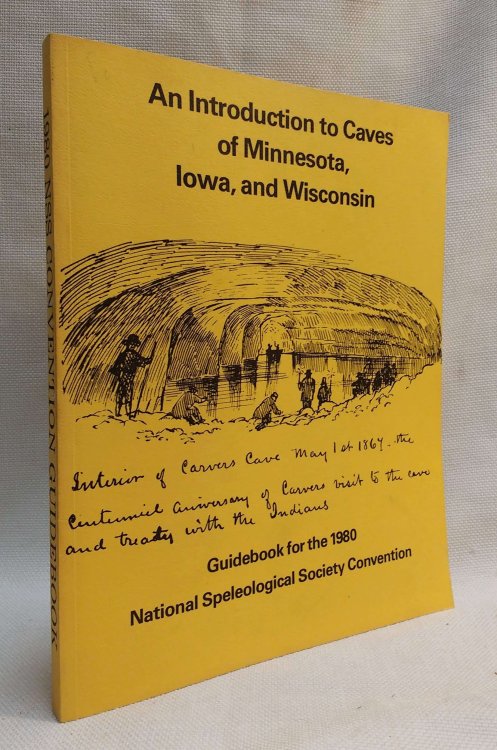 An Introduction to Caves
of Minnesota,
Iowa, and Wisconsin
Interior of Carvers Cave May 1st 1867 - the
Centenniel aniversary of Carvers visit to the cave
and treaty with the Indians
Guidebook for the 1980
National Speleological Society Convention
1980 NSS CONVENTION GUIDEBOOK